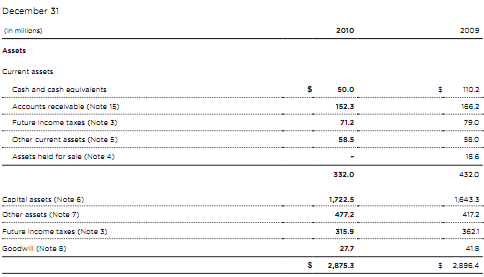 December 31
(in millions) 2010 2009
Assets
Current assets
Cash and cash equivalents $ 50.0 $ 110.2
Accounts receivable (Note 15) 152.3 166.2
Future income taxes (Note 3) 71.2 79.0
Other current assets (Note 5) 58.5 58.0
Assets held for sale (Note 4) - 18.6
332.0 432.0
Capital assets (Note 6) 1,722.5 1,643.3
Other assets (Note 7) 477.2 417.2
Future income taxes (Note 3) 315.9 362.1
Goodwill (Note 8) 27.7 41.8
$ 2,875.3 $ 2,896.4